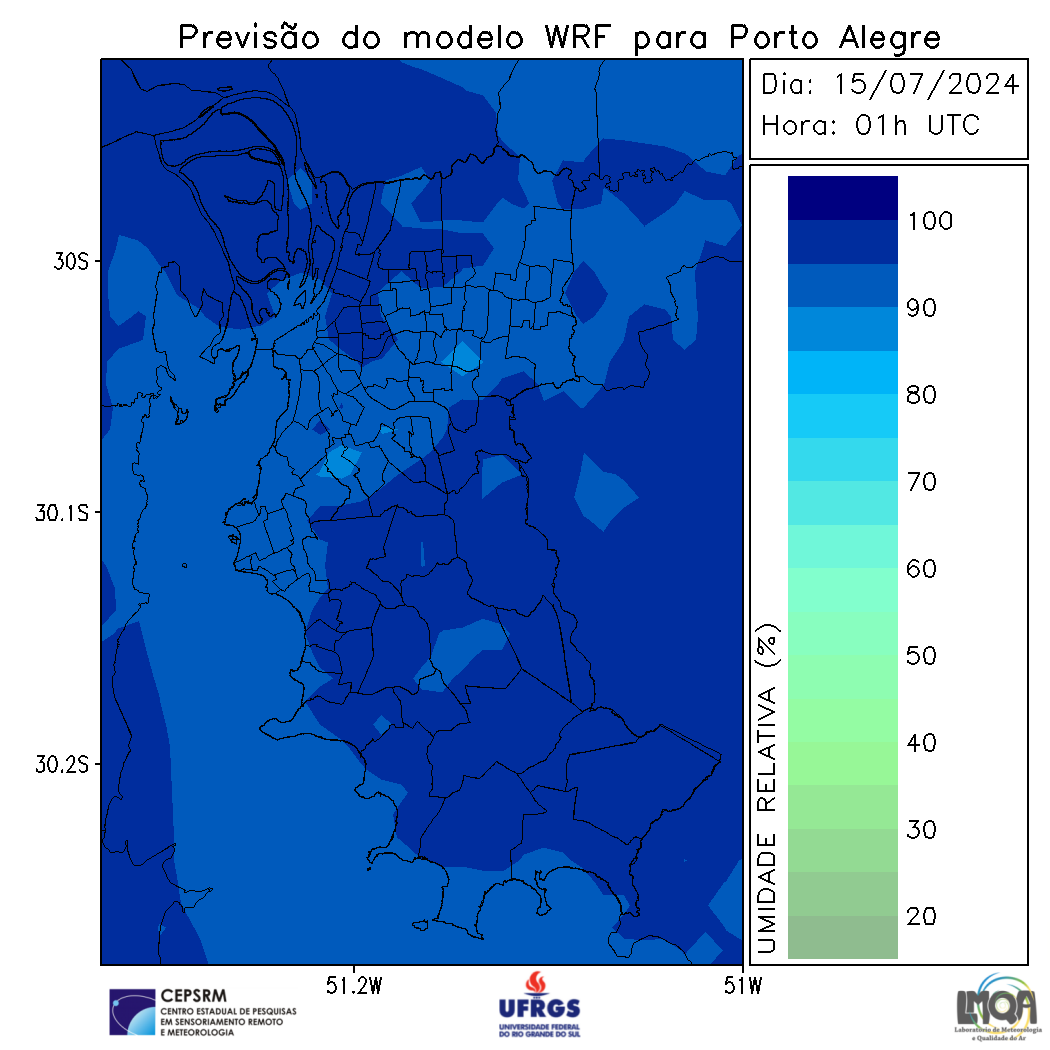 Previsão do modelo WRF para Porto Alegre
Dia: 15/07/2024
Hora: 01h UTC
100
90
80
70
60
50
40
30
20
UMIDADE RELATIVA (%)
30S
30.1S
30.2S
51.2W
51W
CEPSRM
CENTRO ESTADUAL DE PESQUISAS
EM SENSORIAMENTO REMOTO
E METEOROLOGIA
UFRGS
UNIVERSIDADE FEDERAL
DO RIO GRANDE DO SUL
LMQA
Laboratório de Meteorologia
e Qualidade do Ar